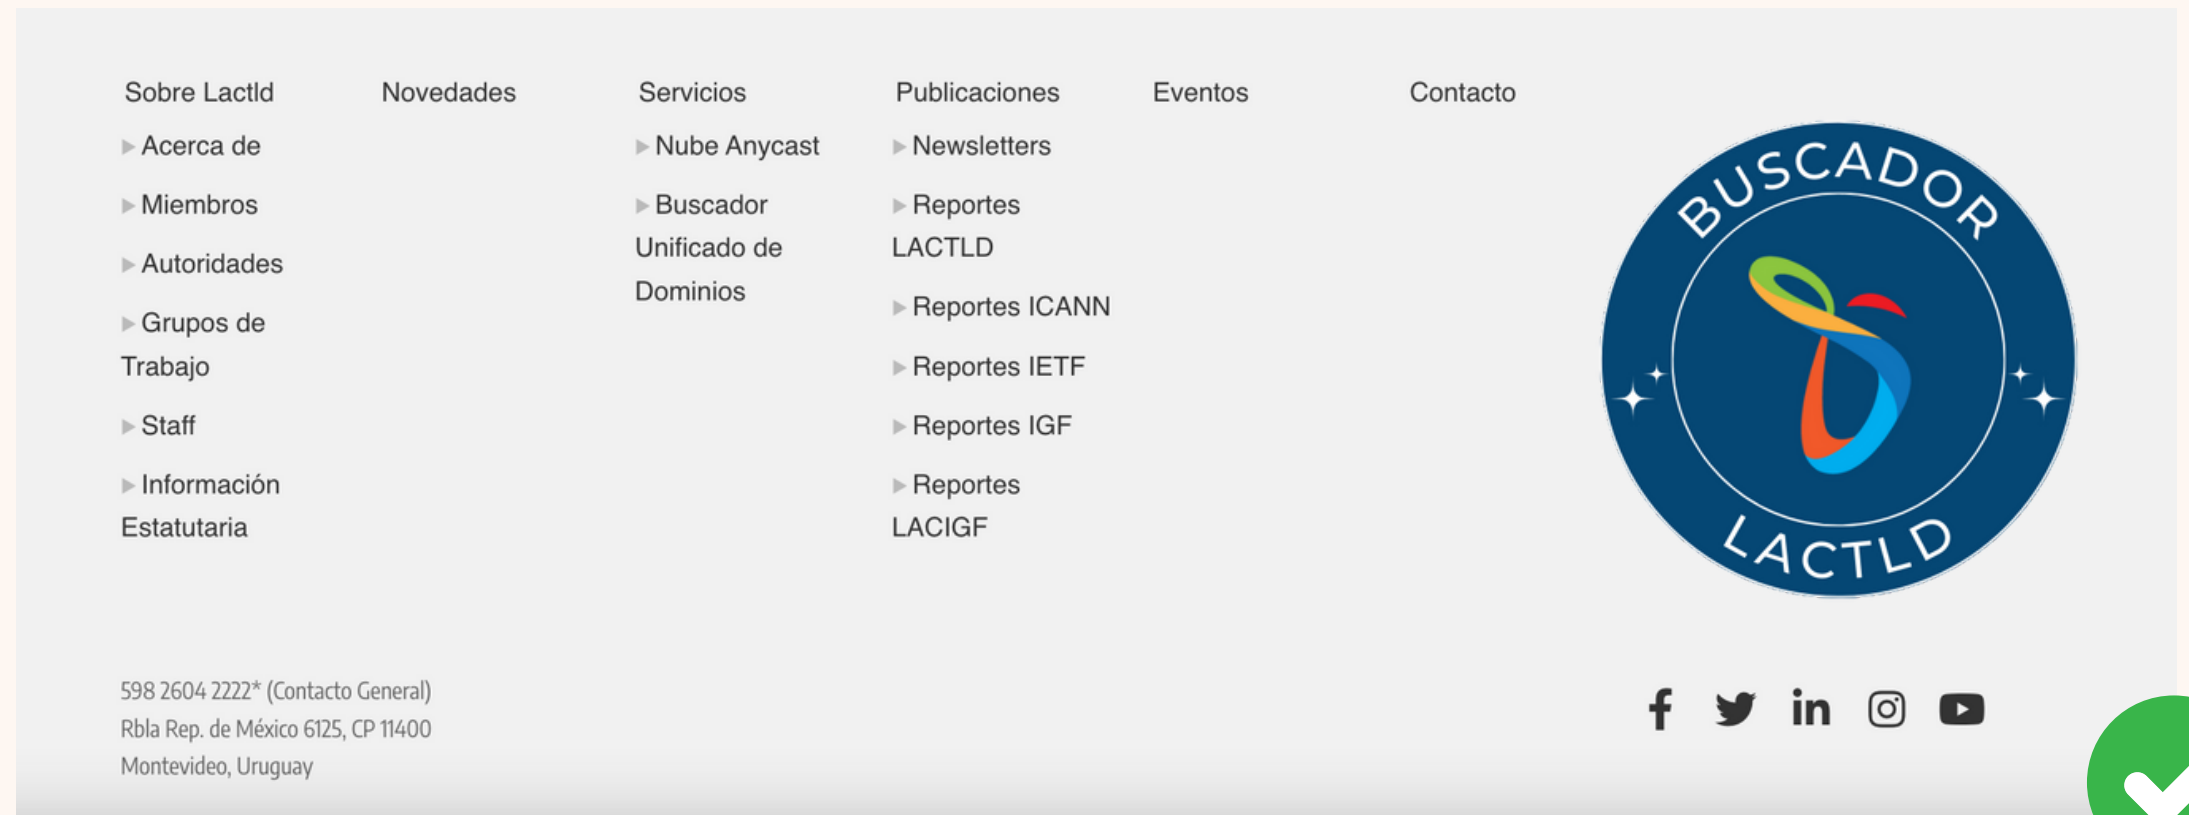 Sobre Lactld
Acerca de
Miembros
Autoridades
Grupos de
Trabajo
Staff
Información
Estatutaria
Novedades
Servicios
Nube Anycast
Buscador
Unificado de
Dominios
Publicaciones
Newsletters
Reportes
LACTLD
Reportes ICANN
Reportes IETF
Reportes IGF
Reportes
LACIGF
Eventos
Contacto
BUSCADOR
LACTLD
598 2604 2222* (Contacto General)
Rbla Rep. de México 6125, CP 11400
Montevideo, Uruguay